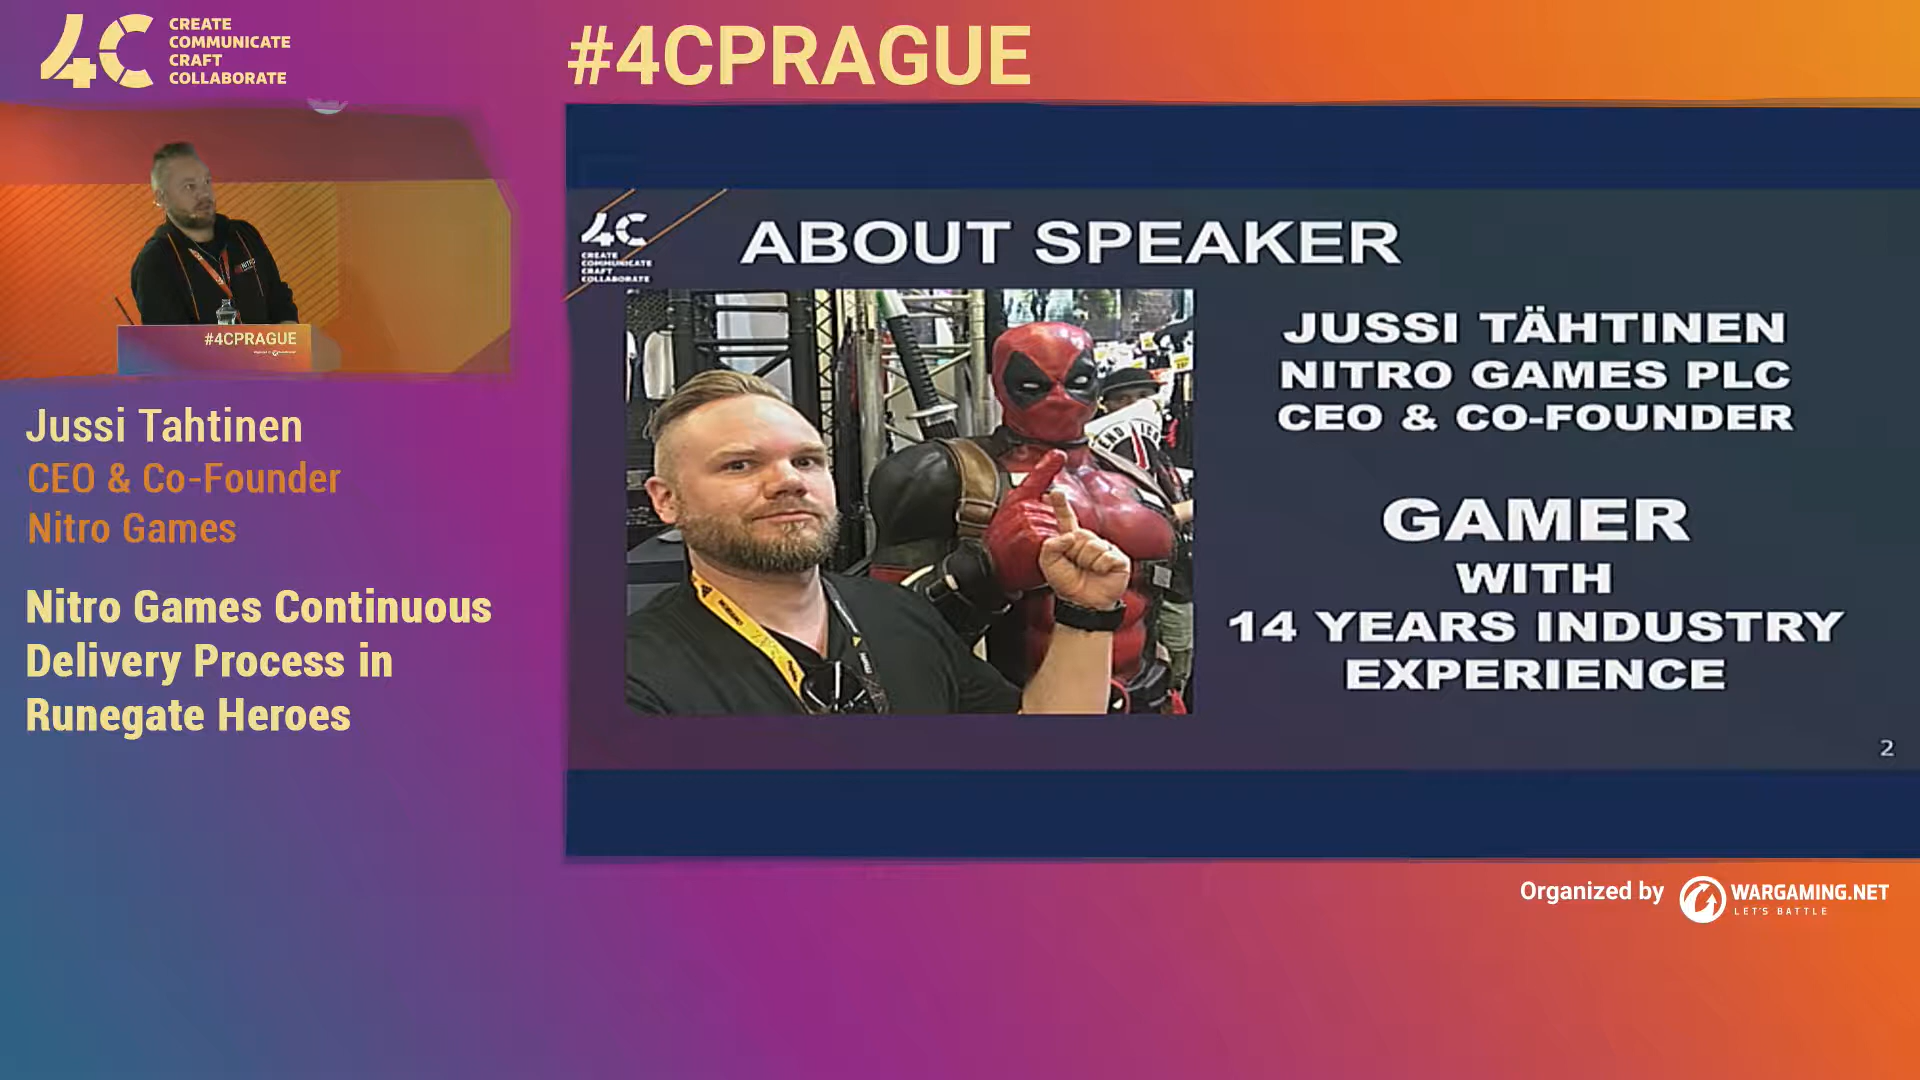 4C
CREATE
COMMUNICATE
CRAFT
COLLABORATE
#4CPRAGUE
#4CPRAGUE
Jussi Tahtinen
CEO & Co-Founder
Nitro Games
Nitro Games Continuous
Delivery Process in
Runegate Heroes
4C
CREATE
COMMUNICATE
CRAFT
COLLABORATE
ABOUT SPEAKER
JUSSI TÄHTINEN
NITRO GAMES PLC
CEO & CO-FOUNDER
GAMER
WITH
14 YEARS INDUSTRY
EXPERIENCE
2
Organized by
WARGAMING.NET
LET'S BATTLE